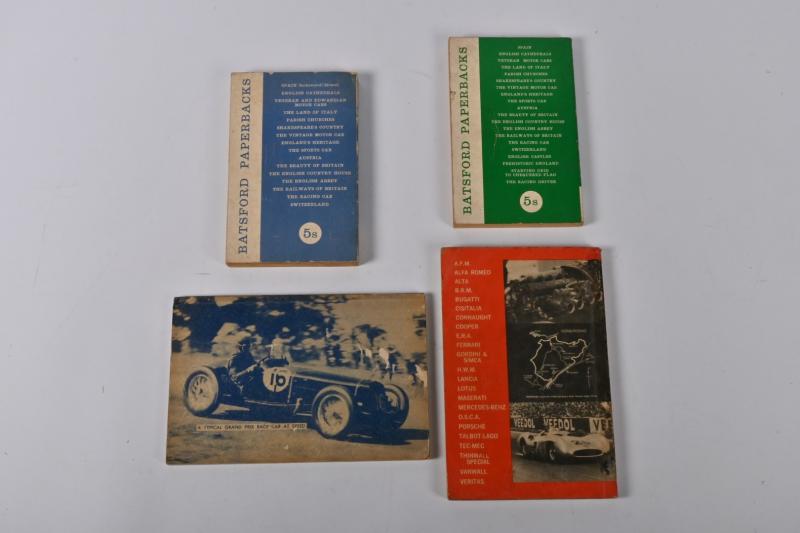 BATSFORD PAPERBACKS
SPAIN
ENGLISH CATHEDRALS
VETERAN AND EDWARDIAN
MOTOR CARS
THE LAND OF ITALY
PARISH CHURCHES
SHAKESPEARE'S COUNTRY
THE VINTAGE MOTOR CAR
ENGLAND'S HERITAGE
THE SPORTS CAR
AUSTRIA
THE BEAUTY OF BRITAIN
THE ENGLISH COUNTRY HOUSE
THE ENGLISH ABBEY
THE RAILWAYS OF BRITAIN
THE RACING CAR
SWITZERLAND
5s
BATSFORD PAPERBACKS
SPAIN
ENGLISH CATHEDRALS
VETERAN MOTOR CARS
THE LAND OF ITALY
PARISH CHURCHES
SHAKESPEARE'S COUNTRY
THE VINTAGE MOTOR CAR
ENGLAND'S HERITAGE
THE SPORTS CAR
AUSTRIA
THE BEAUTY OF BRITAIN
THE ENGLISH COUNTRY HOUSE
THE ENGLISH ABBEY
THE RAILWAYS OF BRITAIN
THE RACING CAR
SWITZERLAND
ENGLISH CASTLES
PREHISTORIC ENGLAND
STARTING GRID
TO CHEQUERED FLAG
THE RACING DRIVER
5s
16
A TYPICAL GRAND PRIX RACE CAR AT SPEED
A.F.M.
ALFA ROMEO
ALTA
B.R.M.
BUGATTI
CISITALIA
CONNAUGHT
COOPER
E.R.A.
FERRARI
GORDINI &
SIMCA
H.W.M.
LANCIA
LOTUS
MASERATI
MERCEDES-BENZ
O.S.C.A.
PORSCHE
TALBOT-LAGO
TEC-MEC
THINWALL
SPECIAL
VANWALL
VERITAS
VEEDOL VEEDOL